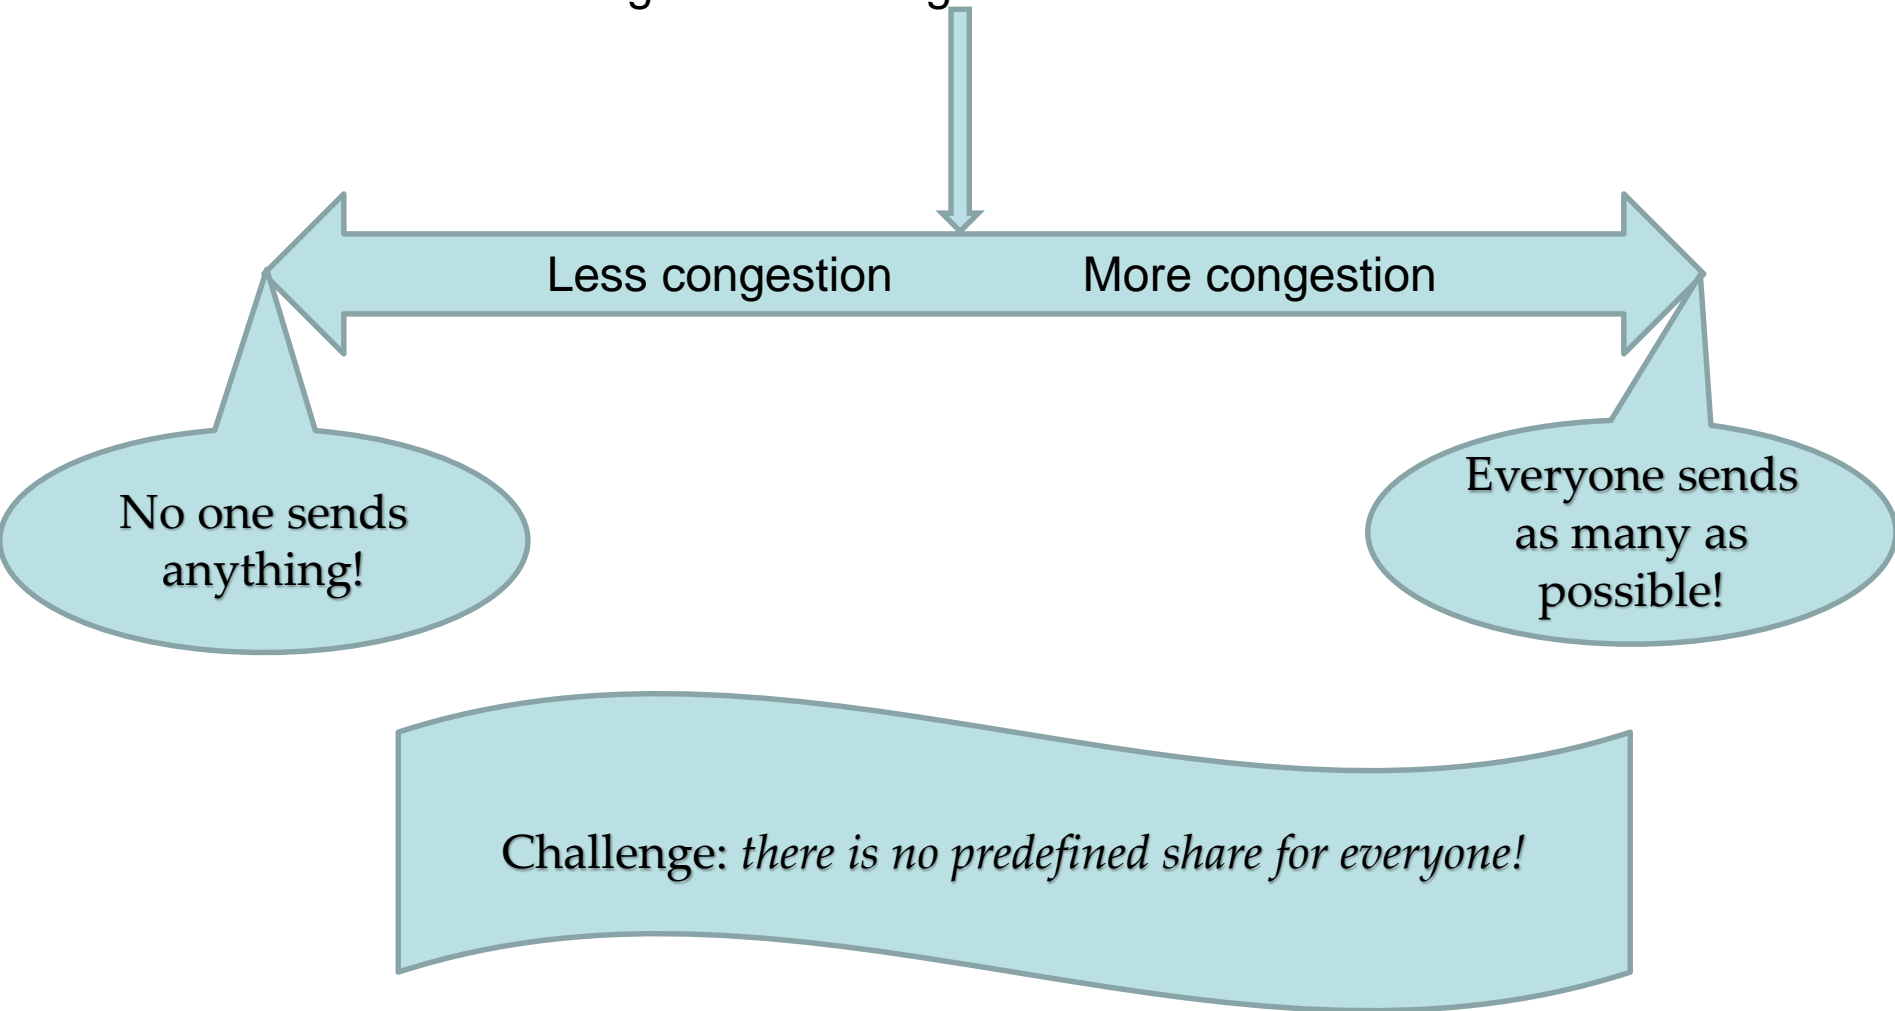 Less congestion More congestion
No one sends
anything!
Everyone sends
as many as
possible!
Challenge: there is no predefined share for everyone!